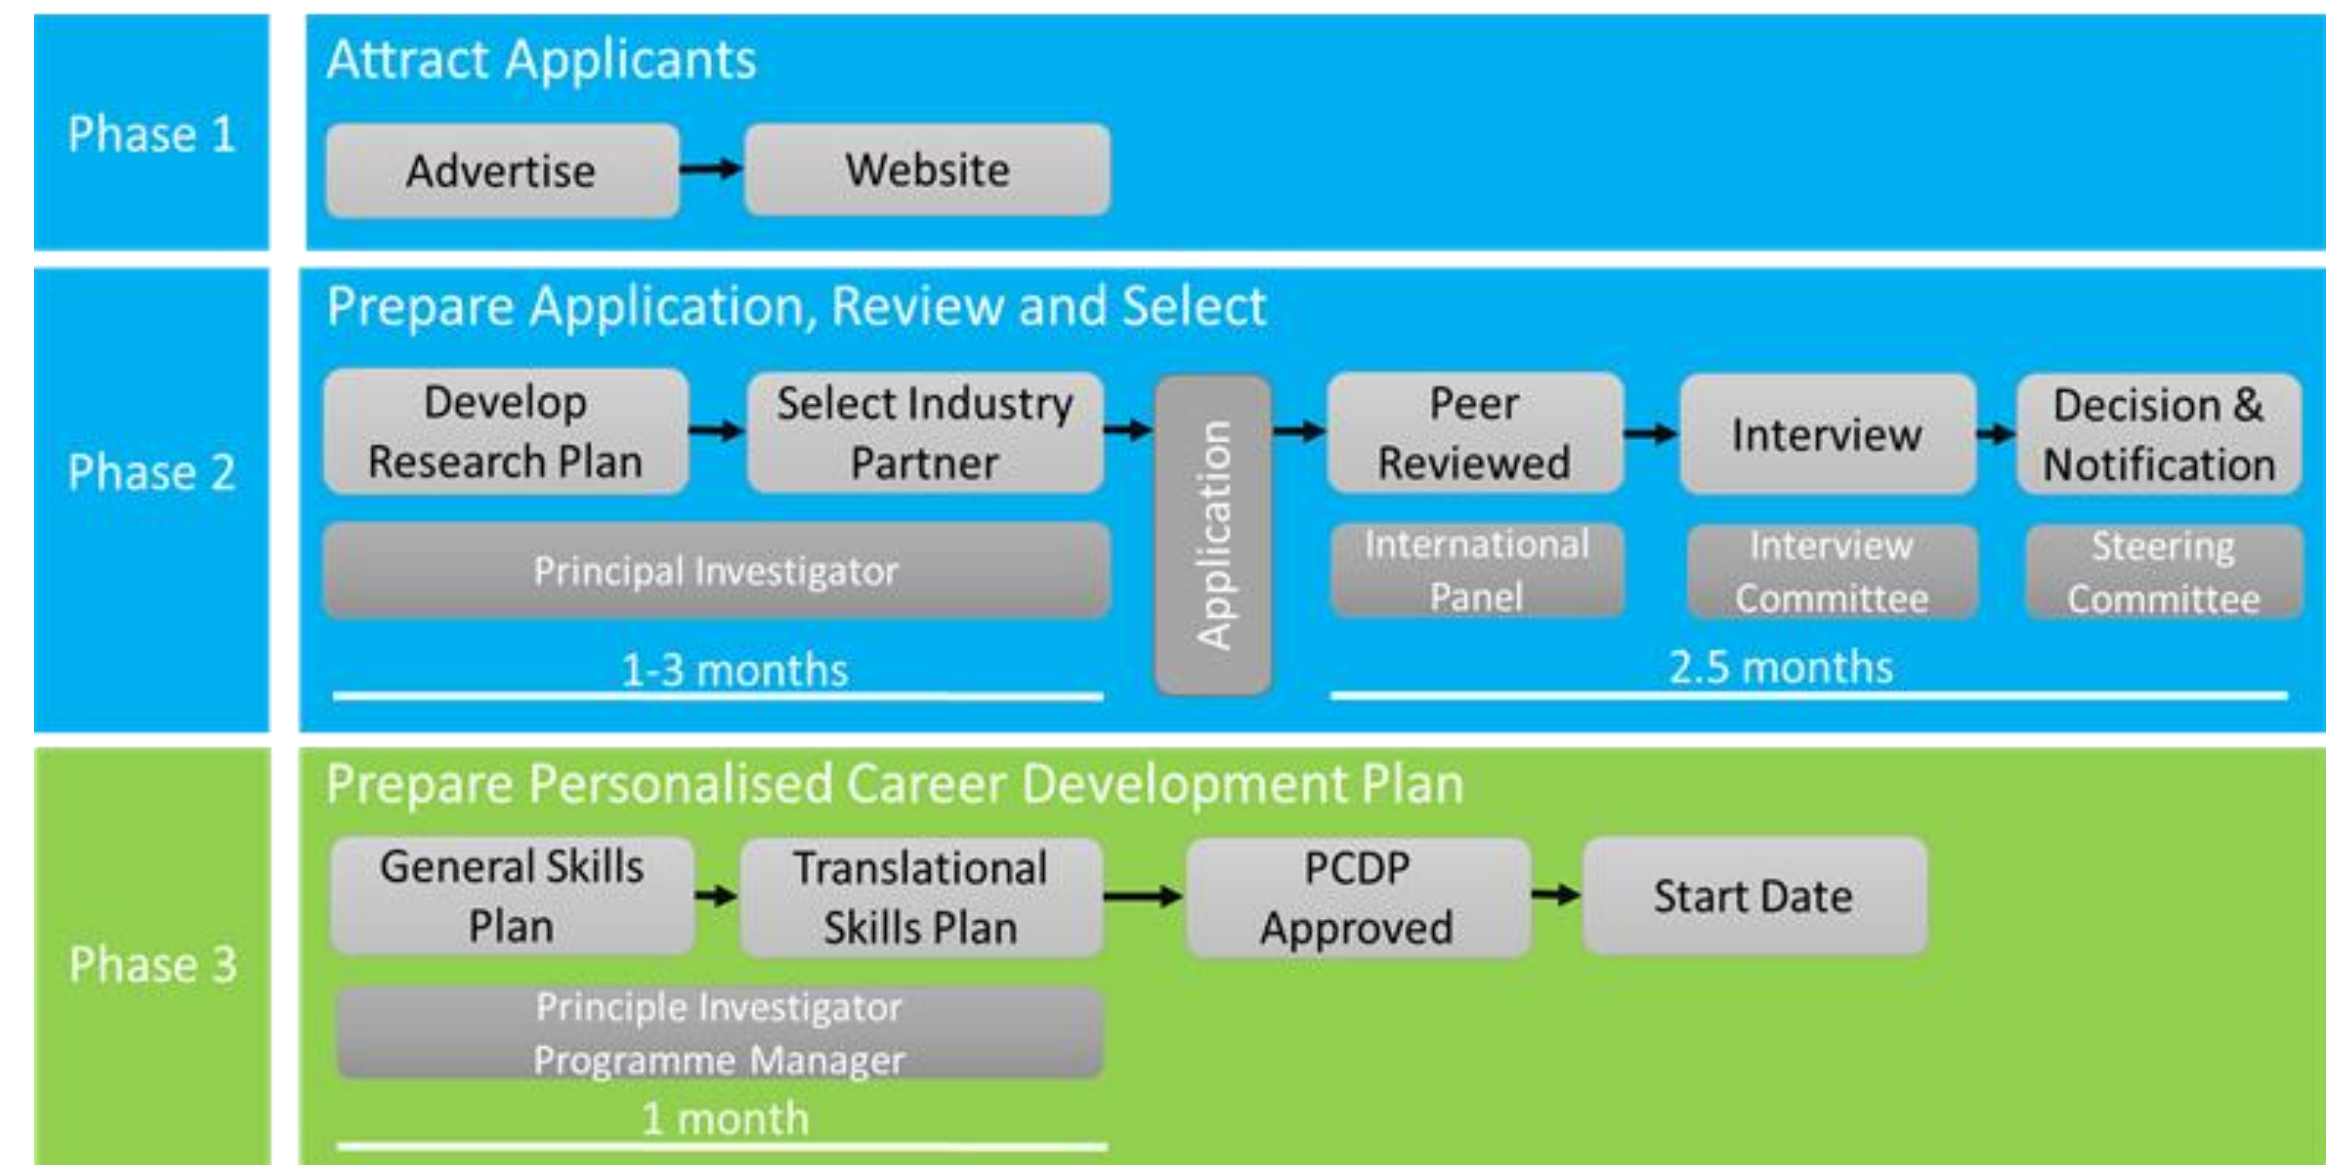 Phase 1
Attract Applicants
Advertise
Website
Phase 2
Prepare Application, Review and Select
Develop
Research Plan
Select Industry
Partner
Principal Investigator
1-3 months
Application
Peer
Reviewed
International
Panel
Interview
Interview
Committee
Decision &
Notification
Steering
Committee
2.5 months
Phase 3
Prepare Personalised Career Development Plan
General Skills
Plan
Translational
Skills Plan
Principle Investigator
Programme Manager
1 month
PCDP
Approved
Start Date